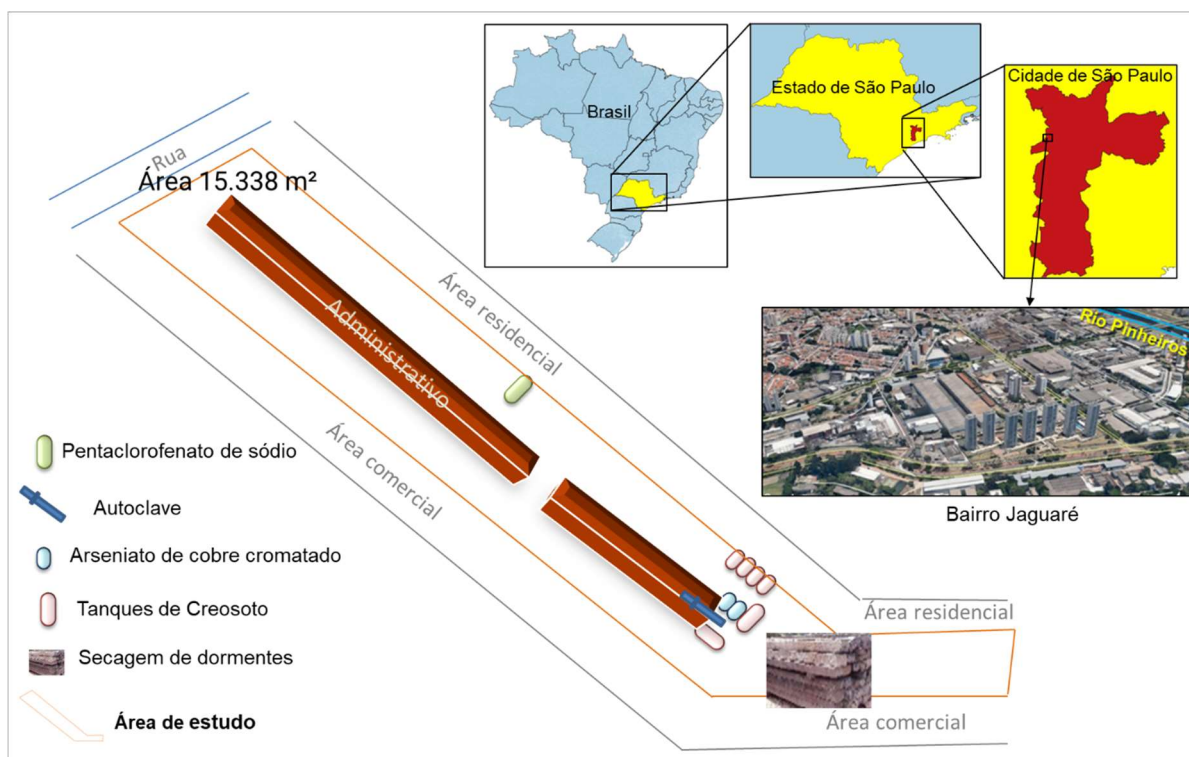 Brasil
Estado de São Paulo
Cidade de São Paulo
Rua
Área 15.338 m²
Área residencial
Administrativo
Área comercial
Rio Pinheiros
Bairro Jaguaré
Pentaclorofenato de sódio
Autoclave
Arseniato de cobre cromatado
Tanques de Creosoto
Secagem de dormentes
Área de estudo
Área residencial
Área comercial